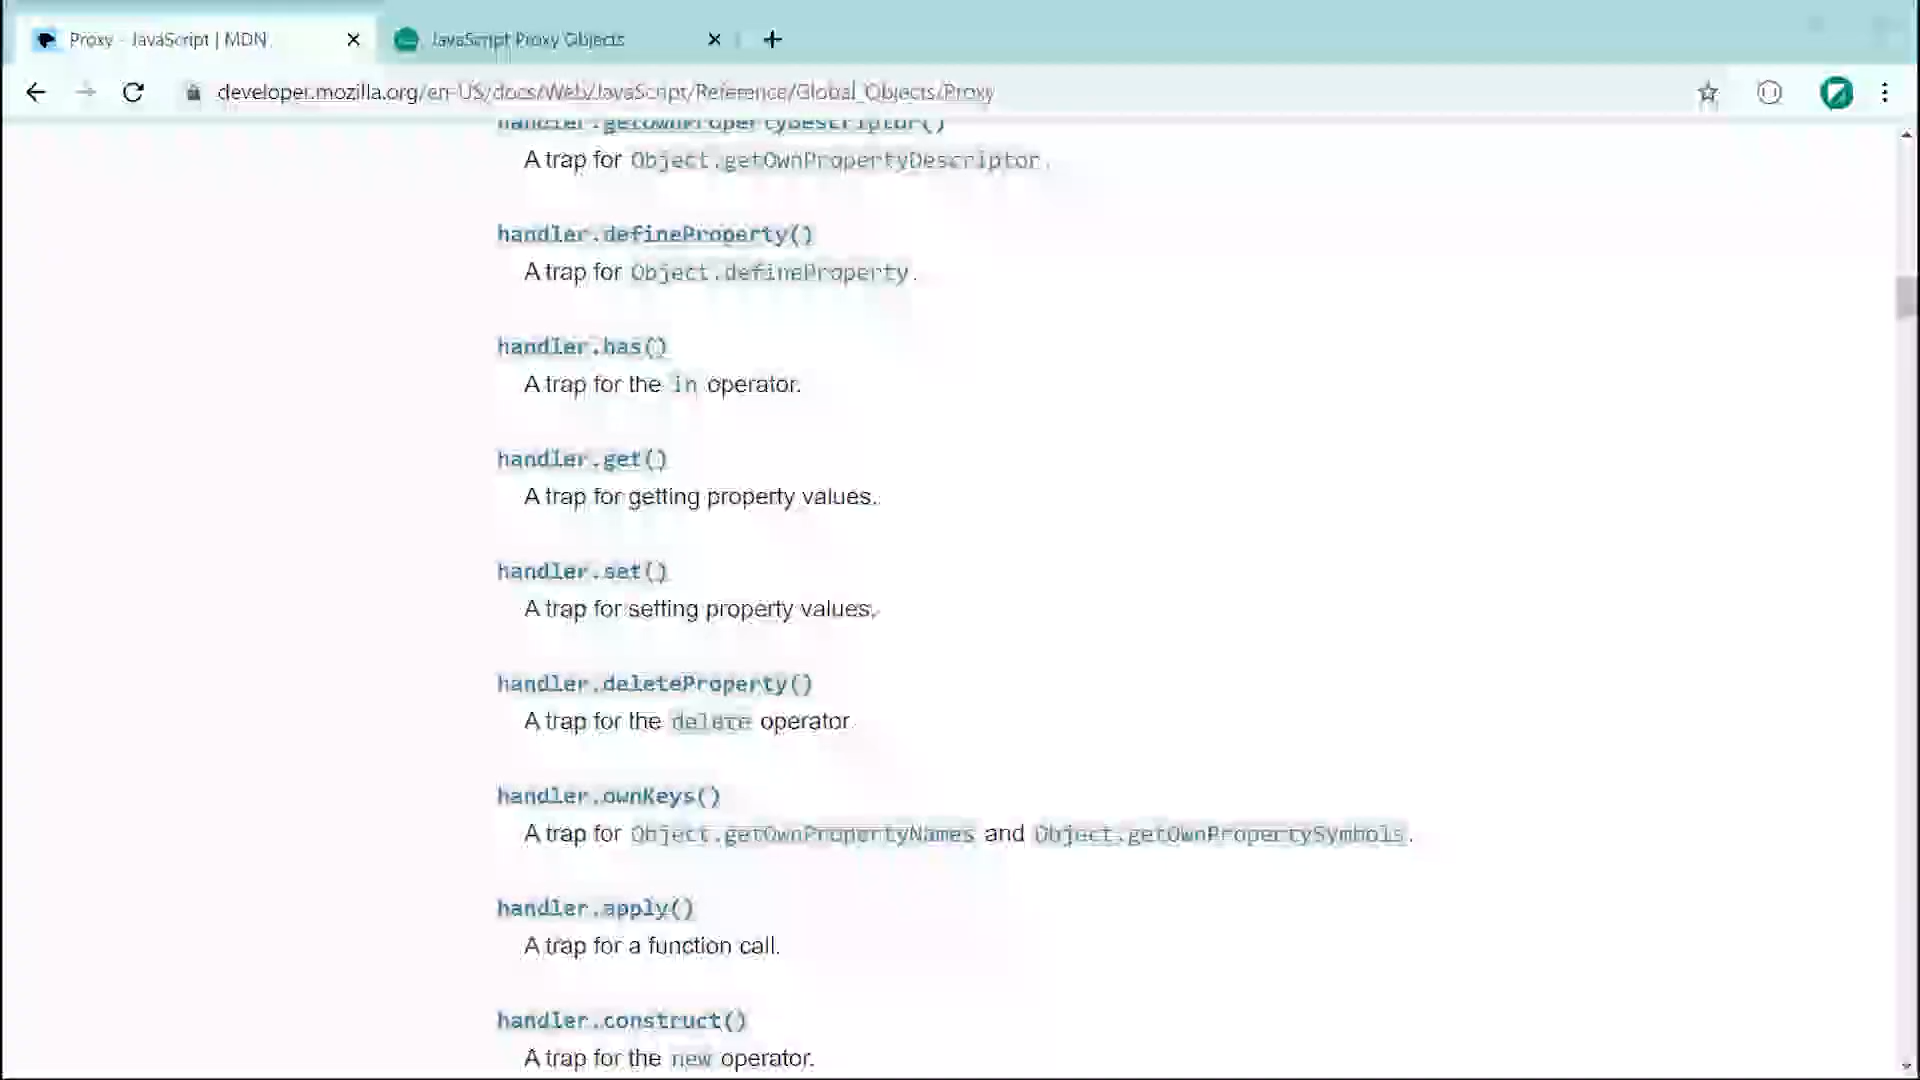 Proxy - JavaScript | MDN
JavaScript Proxy Objects
developer.mozilla.org/en-US/docs/Web/JavaScript/Reference/Global_Objects/Proxy
handler.getOwnPropertyDescriptor()
A trap for Object.getOwnPropertyDescriptor.
handler.defineProperty()
A trap for Object.defineProperty.
handler.has()
A trap for the in operator.
handler.get()
A trap for getting property values.
handler.set()
A trap for setting property values.
handler.deleteProperty()
A trap for the delete operator
handler.ownKeys()
A trap for Object.getOwnPropertyNames and Object.getOwnPropertySymbols.
handler.apply()
A trap for a function call.
handler.construct()
A trap for the new operator.